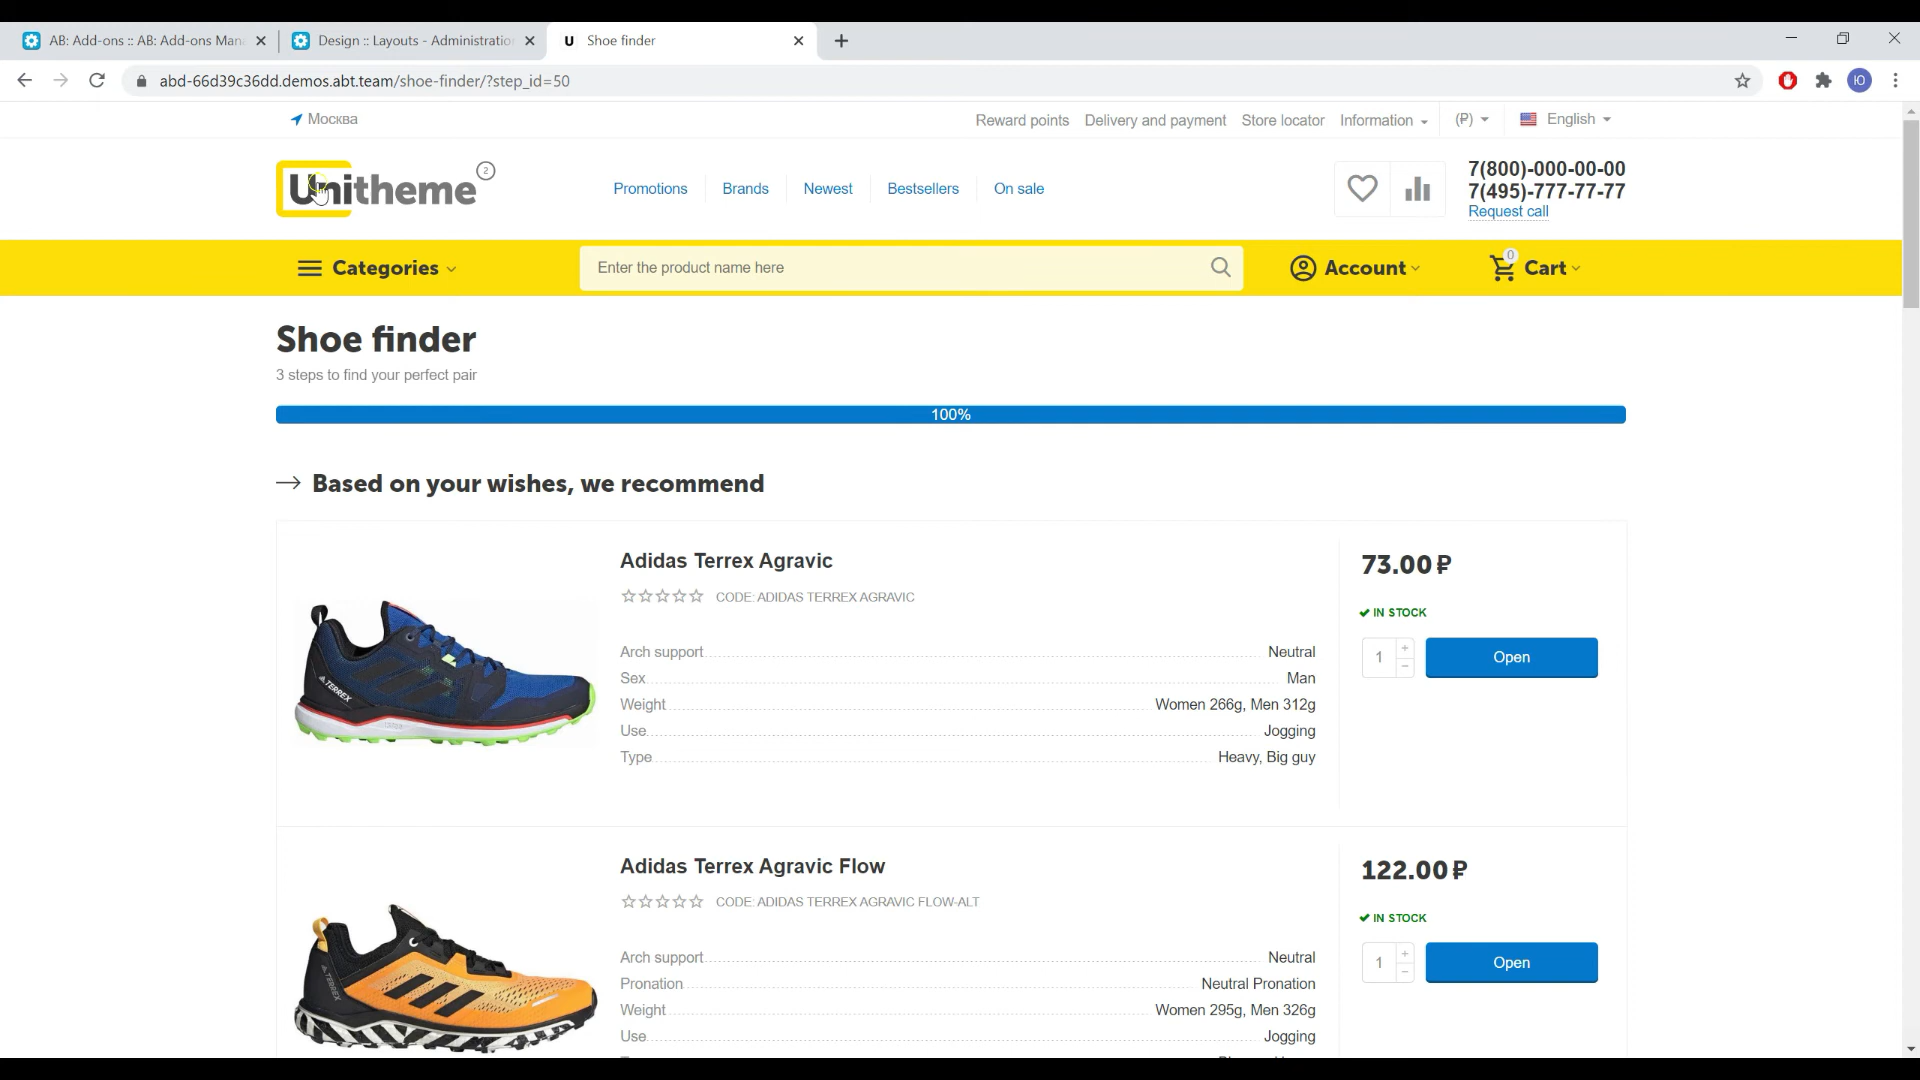 AB: Add-ons :: AB: Add-ons Man
Design :: Layouts - Administratio
U Shoe finder
abd-66d39c36dd.demos.abt.team/shoe-finder/?step_id=50
Ю
Москва
Reward points
Delivery and payment
Store locator
Information
(₽)
English
Unitheme
2
Promotions
Brands
Newest
Bestsellers
On sale
7(800)-000-00-00
7(495)-777-77-77
Request call
Categories
Enter the product name here
Account
0
Cart
Shoe finder
3 steps to find your perfect pair
100%
Based on your wishes, we recommend
TERREX
Adidas Terrex Agravic
CODE: ADIDAS TERREX AGRAVIC
Arch support Neutral
Sex Man
Weight Women 266g, Men 312g
Use Jogging
Type Heavy, Big guy
73.00 ₽
IN STOCK
1 + −
Open
TERREX
Adidas Terrex Agravic Flow
CODE: ADIDAS TERREX AGRAVIC FLOW-ALT
Arch support Neutral
Pronation Neutral Pronation
Weight Women 295g, Men 326g
Use Jogging
122.00 ₽
IN STOCK
1 + −
Open